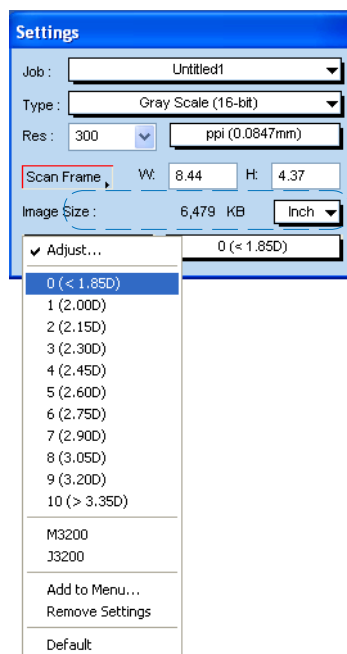 Settings
Job : Untitled1
Type : Gray Scale (16-bit)
Res : 300 ppi (0.0847mm)
Scan Frame W: 8.44 H: 4.37
Image Size : 6,479 KB Inch
✓ Adjust... 0 (< 1.85D)
0 (< 1.85D)
1 (2.00D)
2 (2.15D)
3 (2.30D)
4 (2.45D)
5 (2.60D)
6 (2.75D)
7 (2.90D)
8 (3.05D)
9 (3.20D)
10 (> 3.35D)
M3200
J3200
Add to Menu...
Remove Settings
Default